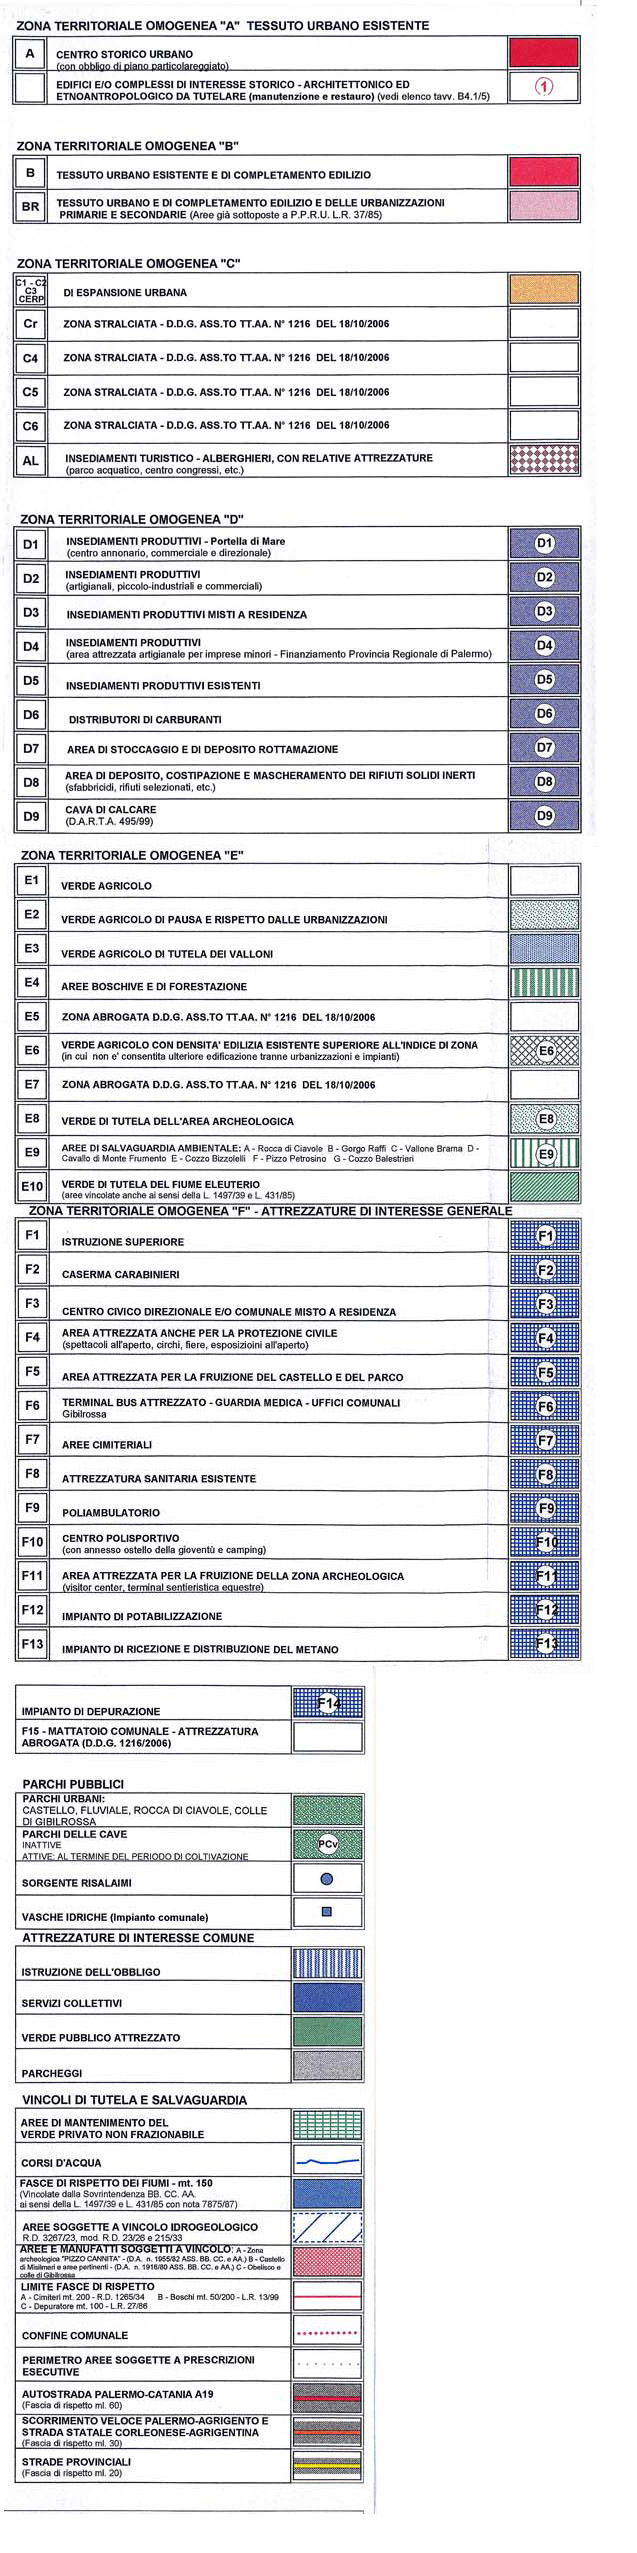 ZONA TERRITORIALE OMOGENEA "A" TESSUTO URBANO ESISTENTE
A
CENTRO STORICO URBANO
(con obbligo di piano particolareggiato)
EDIFICI E/O COMPLESSI DI INTERESSE STORICO - ARCHITETTONICO ED
ETNOANTROPOLOGICO DA TUTELARE (manutenzione e restauro) (vedi elenco tavv. B4.1/5)
1
ZONA TERRITORIALE OMOGENEA "B"
B
TESSUTO URBANO ESISTENTE E DI COMPLETAMENTO EDILIZIO
BR
TESSUTO URBANO E DI COMPLETAMENTO EDILIZIO E DELLE URBANIZZAZIONI
PRIMARIE E SECONDARIE (Aree già sottoposte a P.P.R.U. L.R. 37/85)
ZONA TERRITORIALE OMOGENEA "C"
C1 - C2
C3
CERP
DI ESPANSIONE URBANA
Cr
ZONA STRALCIATA - D.D.G. ASS.TO TT.AA. N° 1216 DEL 18/10/2006
C4
ZONA STRALCIATA - D.D.G. ASS.TO TT.AA. N° 1216 DEL 18/10/2006
C5
ZONA STRALCIATA - D.D.G. ASS.TO TT.AA. N° 1216 DEL 18/10/2006
C6
ZONA STRALCIATA - D.D.G. ASS.TO TT.AA. N° 1216 DEL 18/10/2006
AL
INSEDIAMENTI TURISTICO - ALBERGHIERI, CON RELATIVE ATTREZZATURE
(parco acquatico, centro congressi, etc.)
ZONA TERRITORIALE OMOGENEA "D"
D1
INSEDIAMENTI PRODUTTIVI - Portella di Mare
(centro annonario, commerciale e direzionale)
D1
D2
INSEDIAMENTI PRODUTTIVI
(artigianali, piccolo-industriali e commerciali)
D2
D3
INSEDIAMENTI PRODUTTIVI MISTI A RESIDENZA
D3
D4
INSEDIAMENTI PRODUTTIVI
(area attrezzata artigianale per imprese minori - Finanziamento Provincia Regionale di Palermo)
D4
D5
INSEDIAMENTI PRODUTTIVI ESISTENTI
D5
D6
DISTRIBUTORI DI CARBURANTI
D6
D7
AREA DI STOCCAGGIO E DI DEPOSITO ROTTAMAZIONE
D7
D8
AREA DI DEPOSITO, COSTIPAZIONE E MASCHERAMENTO DEI RIFIUTI SOLIDI INERTI
(sfabbricidi, rifiuti selezionati, etc.)
D8
D9
CAVA DI CALCARE
(D.A.R.T.A. 495/99)
D9
ZONA TERRITORIALE OMOGENEA "E"
E1
VERDE AGRICOLO
E2
VERDE AGRICOLO DI PAUSA E RISPETTO DALLE URBANIZZAZIONI
E3
VERDE AGRICOLO DI TUTELA DEI VALLONI
E4
AREE BOSCHIVE E DI FORESTAZIONE
E5
ZONA ABROGATA D.D.G. ASS.TO TT.AA. N° 1216 DEL 18/10/2006
E6
VERDE AGRICOLO CON DENSITA' EDILIZIA ESISTENTE SUPERIORE ALL'INDICE DI ZONA
(in cui non e' consentita ulteriore edificazione tranne urbanizzazioni e impianti)
E6
E7
ZONA ABROGATA D.D.G. ASS.TO TT.AA. N° 1216 DEL 18/10/2006
E8
VERDE DI TUTELA DELL'AREA ARCHEOLOGICA
E8
E9
AREE DI SALVAGUARDIA AMBIENTALE: A - Rocca di Ciavole B - Gorgo Raffi C - Vallone Brama D -
Cavallo di Monte Frumento E - Cozzo Bizzolelli F - Pizzo Petrosino G - Cozzo Balestrieri
E9
E10
VERDE DI TUTELA DEL FIUME ELEUTERIO
(aree vincolate anche ai sensi della L. 1497/39 e L. 431/85)
ZONA TERRITORIALE OMOGENEA "F" - ATTREZZATURE DI INTERESSE GENERALE
F1
ISTRUZIONE SUPERIORE
F1
F2
CASERMA CARABINIERI
F2
F3
CENTRO CIVICO DIREZIONALE E/O COMUNALE MISTO A RESIDENZA
F3
F4
AREA ATTREZZATA ANCHE PER LA PROTEZIONE CIVILE
(spettacoli all'aperto, circhi, fiere, esposizioini all'aperto)
F4
F5
AREA ATTREZZATA PER LA FRUIZIONE DEL CASTELLO E DEL PARCO
F5
F6
TERMINAL BUS ATTREZZATO - GUARDIA MEDICA - UFFICI COMUNALI
Gibilrossa
F6
F7
AREE CIMITERIALI
F7
F8
ATTREZZATURA SANITARIA ESISTENTE
F8
F9
POLIAMBULATORIO
F9
F10
CENTRO POLISPORTIVO
(con annesso ostello della gioventù e camping)
F10
F11
AREA ATTREZZATA PER LA FRUIZIONE DELLA ZONA ARCHEOLOGICA
(visitor center, terminal sentieristica equestre)
F11
F12
IMPIANTO DI POTABILIZZAZIONE
F12
F13
IMPIANTO DI RICEZIONE E DISTRIBUZIONE DEL METANO
F13
IMPIANTO DI DEPURAZIONE
F14
F15 - MATTATOIO COMUNALE - ATTREZZATURA
ABROGATA (D.D.G. 1216/2006)
PARCHI PUBBLICI
PARCHI URBANI:
CASTELLO, FLUVIALE, ROCCA DI CIAVOLE, COLLE
DI GIBILROSSA
PARCHI DELLE CAVE
INATTIVE
ATTIVE: AL TERMINE DEL PERIODO DI COLTIVAZIONE
PCv
SORGENTE RISALAIMI
VASCHE IDRICHE (Impianto comunale)
ATTREZZATURE DI INTERESSE COMUNE
ISTRUZIONE DELL'OBBLIGO
SERVIZI COLLETTIVI
VERDE PUBBLICO ATTREZZATO
PARCHEGGI
VINCOLI DI TUTELA E SALVAGUARDIA
AREE DI MANTENIMENTO DEL
VERDE PRIVATO NON FRAZIONABILE
CORSI D'ACQUA
FASCE DI RISPETTO DEI FIUMI - mt. 150
(Vincolate dalla Sovrintendenza BB. CC. AA.
ai sensi della L. 1497/39 e L. 431/85 con nota 7875/87)
AREE SOGGETTE A VINCOLO IDROGEOLOGICO
R.D. 3267/23, mod. R.D. 23/26 e 215/33
AREE E MANUFATTI SOGGETTI A VINCOLO: A - Zona
archeologica "PIZZO CANNITA" - (D.A. n. 1955/82 ASS. BB. CC. e AA.) B - Castello
di Misilmeri e aree pertinenti - (D.A. n. 1916/80 ASS. BB. CC. e AA.) C - Obelisco e
colle di Gibilrossa
LIMITE FASCE DI RISPETTO
A - Cimiteri mt. 200 - R.D. 1265/34 B - Boschi mt. 50/200 - L.R. 13/99
C - Depuratore mt. 100 - L.R. 27/86
CONFINE COMUNALE
PERIMETRO AREE SOGGETTE A PRESCRIZIONI
ESECUTIVE
AUTOSTRADA PALERMO-CATANIA A19
(Fascia di rispetto ml. 60)
SCORRIMENTO VELOCE PALERMO-AGRIGENTO E
STRADA STATALE CORLEONESE-AGRIGENTINA
(Fascia di rispetto ml. 30)
STRADE PROVINCIALI
(Fascia di rispetto ml. 20)